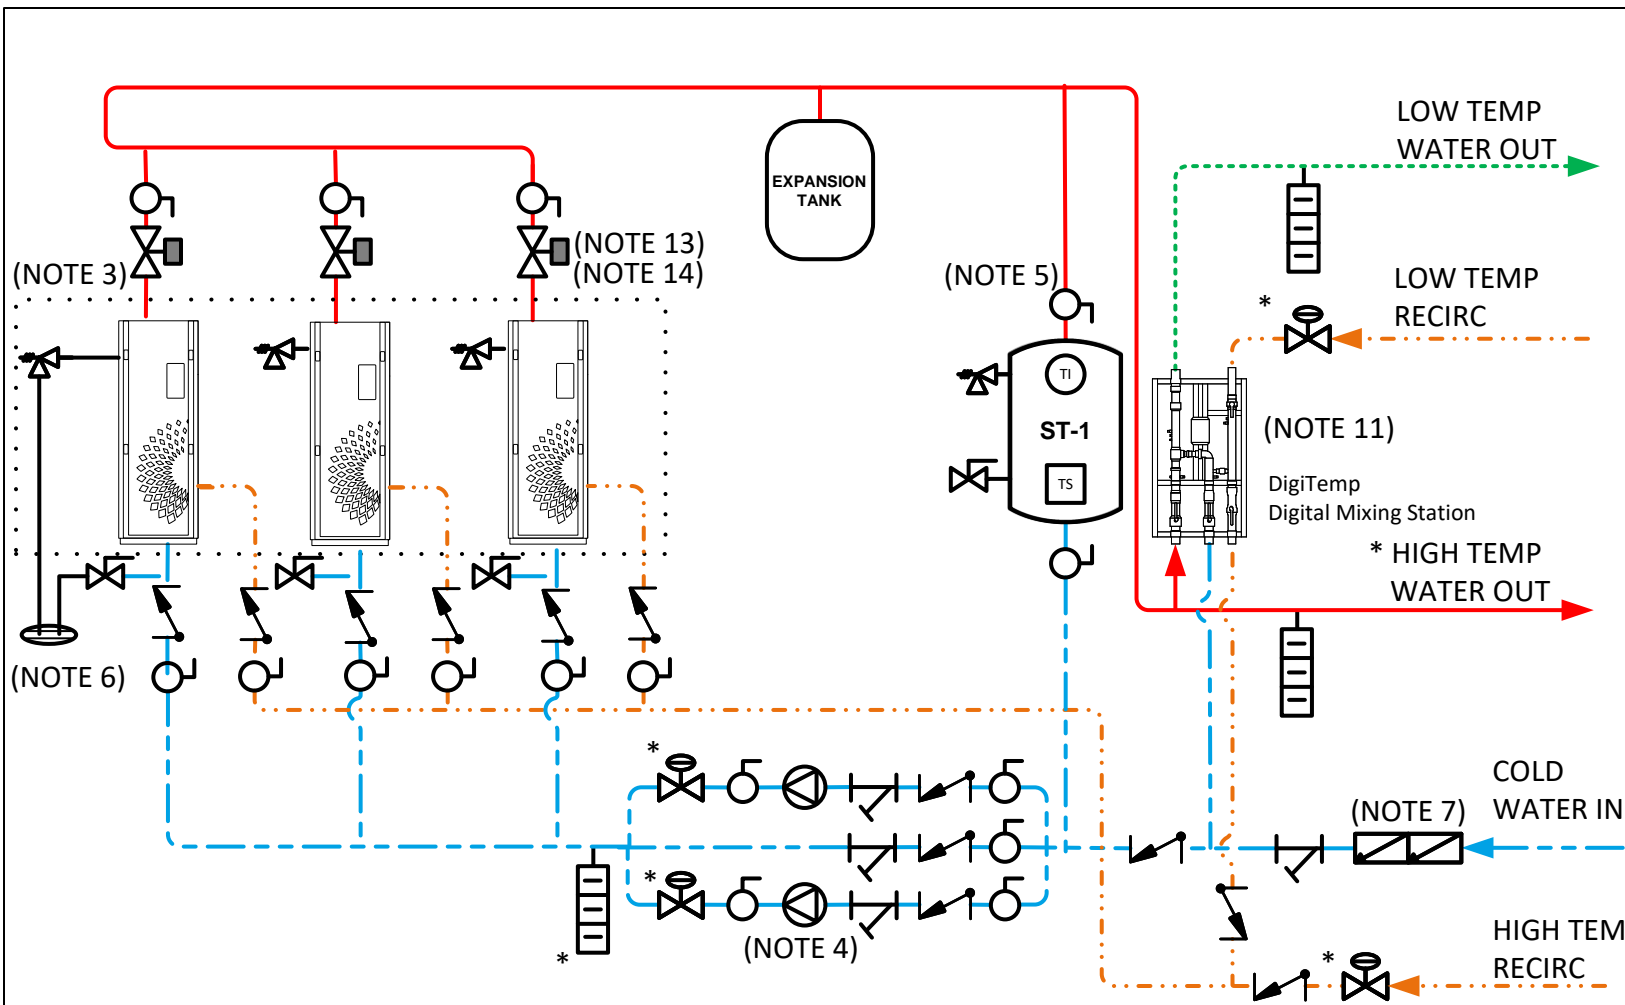 LOW TEMP
WATER OUT
EXPANSION
TANK
(NOTE 13)
(NOTE 14)
(NOTE 3)
(NOTE 5)
*
LOW TEMP
RECIRC
TI
ST-1
TS
(NOTE 11)
DigiTemp
Digital Mixing Station
* HIGH TEMP
WATER OUT
(NOTE 6)
*
COLD
WATER IN
(NOTE 7)
*
(NOTE 4)
*
HIGH TEM
RECIRC
*